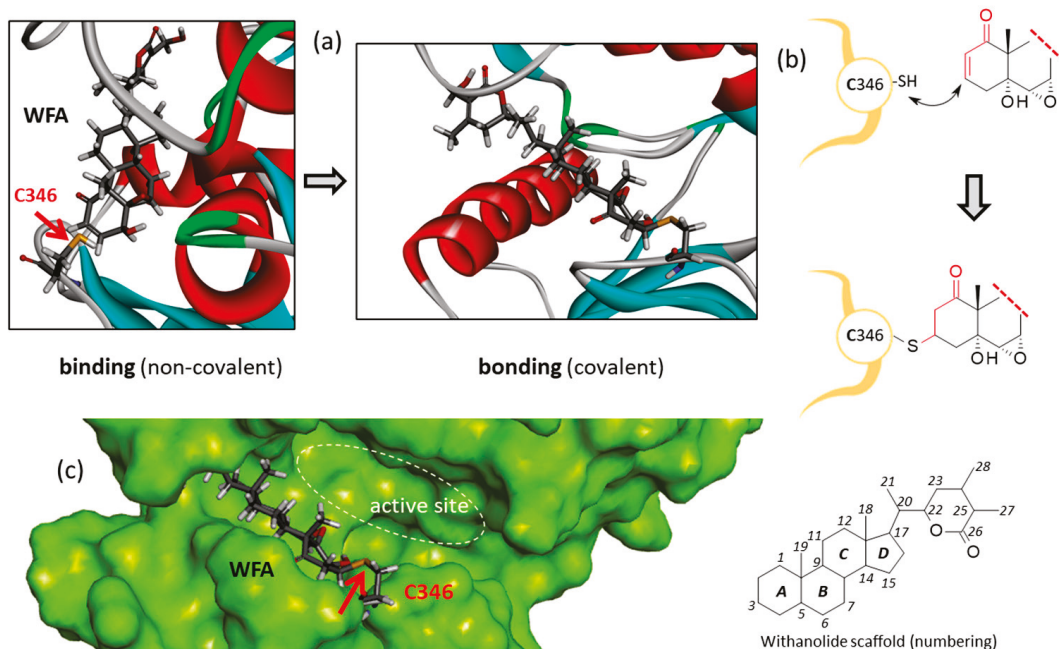 (a)
WFA
C346
binding (non-covalent)
bonding (covalent)
(b)
C346
-SH
O
OH
O
C346
S
O
OH
O
(c)
active site
WFA
C346
1
3
5
6
7
9
11
12
14
15
17
18
19
20
21
22
23
25
26
27
28
A
B
C
D
O
O
Withanolide scaffold (numbering)